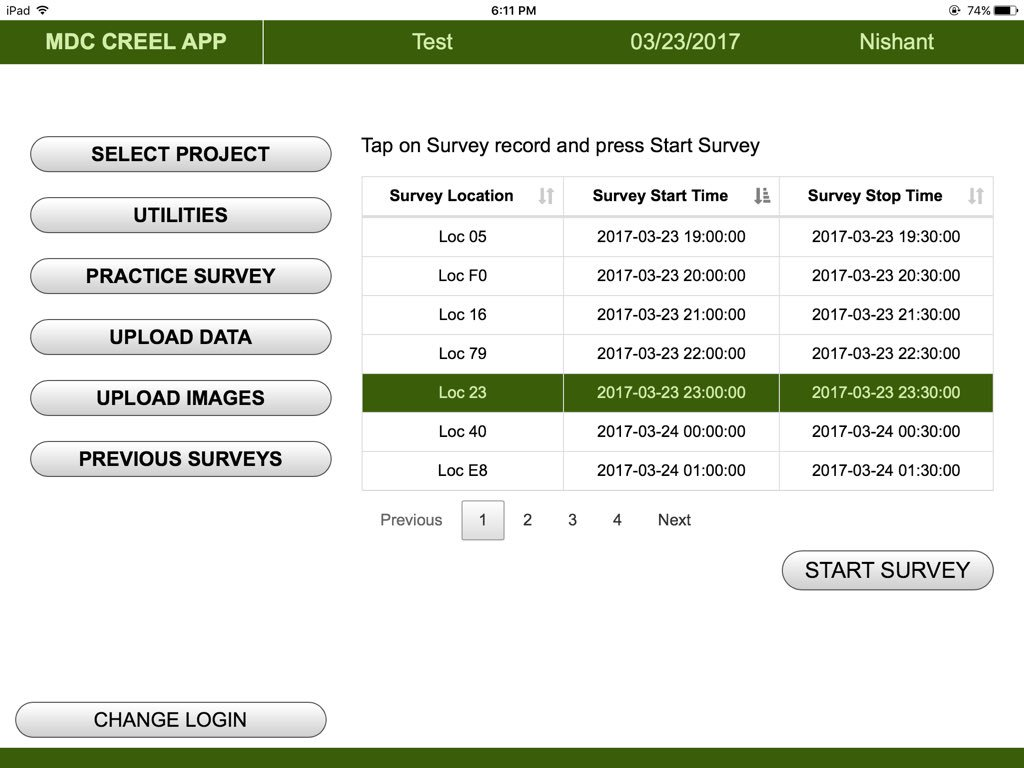 iPad 6:11 PM 74%
MDC CREEL APP Test 03/23/2017 Nishant
Tap on Survey record and press Start Survey
SELECT PROJECT
UTILITIES
PRACTICE SURVEY
UPLOAD DATA
UPLOAD IMAGES
PREVIOUS SURVEYS
Survey Location Survey Start Time Survey Stop Time
Loc 05 2017-03-23 19:00:00 2017-03-23 19:30:00
Loc F0 2017-03-23 20:00:00 2017-03-23 20:30:00
Loc 16 2017-03-23 21:00:00 2017-03-23 21:30:00
Loc 79 2017-03-23 22:00:00 2017-03-23 22:30:00
Loc 23 2017-03-23 23:00:00 2017-03-23 23:30:00
Loc 40 2017-03-24 00:00:00 2017-03-24 00:30:00
Loc E8 2017-03-24 01:00:00 2017-03-24 01:30:00
Previous 1 2 3 4 Next
START SURVEY
CHANGE LOGIN